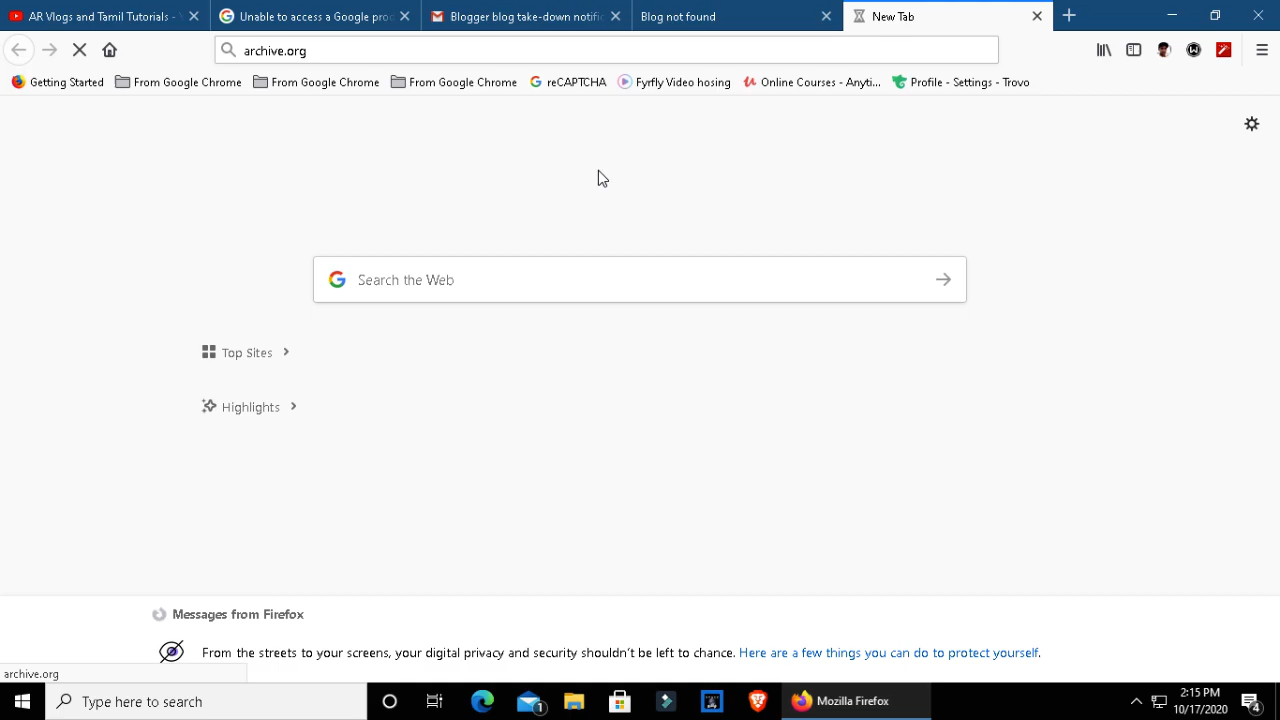 AR Vlogs and Tamil Tutorials -
Unable to access a Google proc
Blogger blog take-down notific
Blog not found
New Tab
archive.org
Getting Started
From Google Chrome
From Google Chrome
From Google Chrome
reCAPTCHA
Fyrfly Video hosing
Online Courses - Anyti...
Profile - Settings - Trovo
Search the Web
Top Sites
Highlights
Messages from Firefox
From the streets to your screens, your digital privacy and security shouldn't be left to chance. Here are a few things you can do to protect yourself.
archive.org
Type here to search
1
Mozilla Firefox
2:15 PM
10/17/2020
4